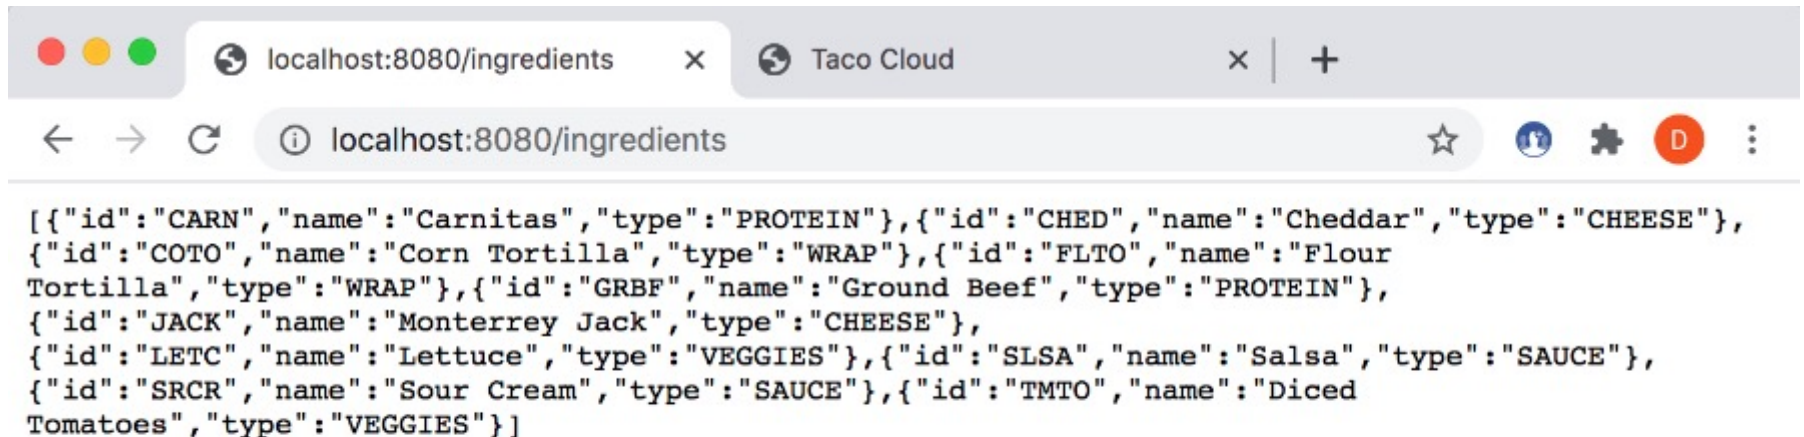 localhost:8080/ingredients
Taco Cloud
localhost:8080/ingredients
D
[{"id":"CARN","name":"Carnitas","type":"PROTEIN"},{"id":"CHED","name":"Cheddar","type":"CHEESE"},
{"id":"COTO","name":"Corn Tortilla","type":"WRAP"},{"id":"FLTO","name":"Flour
Tortilla","type":"WRAP"},{"id":"GRBF","name":"Ground Beef","type":"PROTEIN"},
{"id":"JACK","name":"Monterrey Jack","type":"CHEESE"},
{"id":"LETC","name":"Lettuce","type":"VEGGIES"},{"id":"SLSA","name":"Salsa","type":"SAUCE"},
{"id":"SRCR","name":"Sour Cream","type":"SAUCE"},{"id":"TMTO","name":"Diced
Tomatoes","type":"VEGGIES"}]